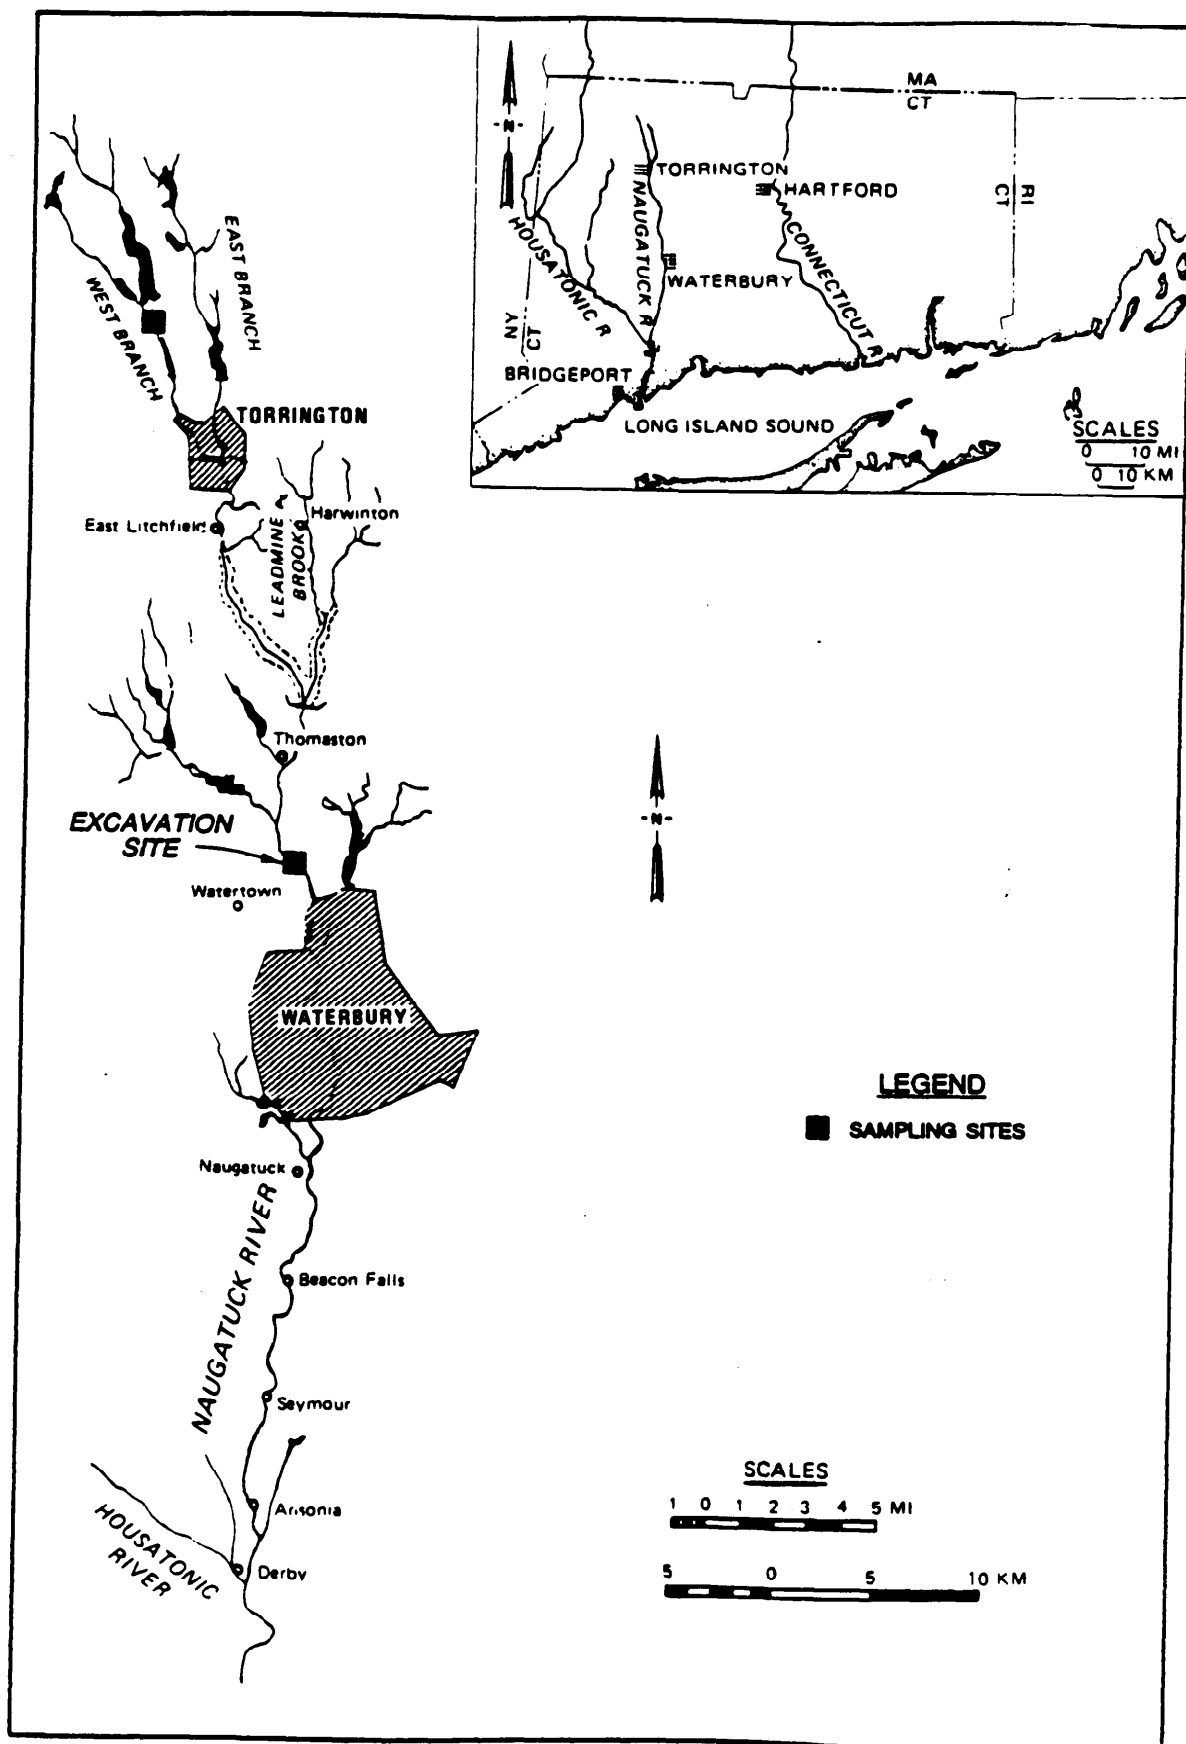 MA
CT
-N-
TORRINGTON
HARTFORD
RI
CT
HOUSATONIC R
NAUGATUCK R
CONNECTICUT R
WATERBURY
NY
CT
BRIDGEPORT
LONG ISLAND SOUND
SCALES
0 10 MI
0 10 KM
EAST BRANCH
WEST BRANCH
TORRINGTON
East Litchfield
LEADMINE
BROOK
Harwinton
Thomaston
EXCAVATION
SITE
-N-
Watertown
WATERBURY
LEGEND
SAMPLING SITES
Naugatuck
NAUGATUCK RIVER
Beacon Falls
Seymour
Ansonia
HOUSATONIC
RIVER
Derby
SCALES
1 0 1 2 3 4 5 MI
5 0 5 10 KM